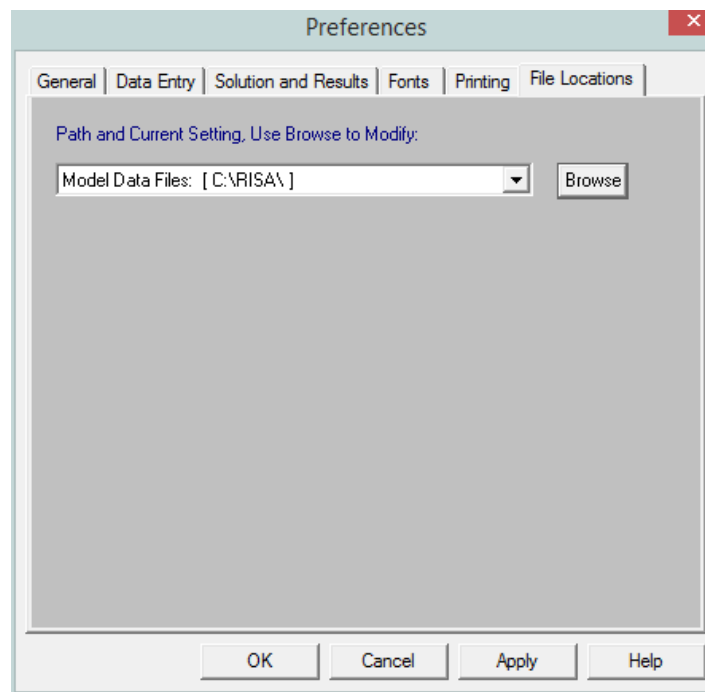 Preferences
General Data Entry Solution and Results Fonts Printing File Locations
Path and Current Setting, Use Browse to Modify:
Model Data Files: [ C:\RISA\ ] Browse
OK Cancel Apply Help